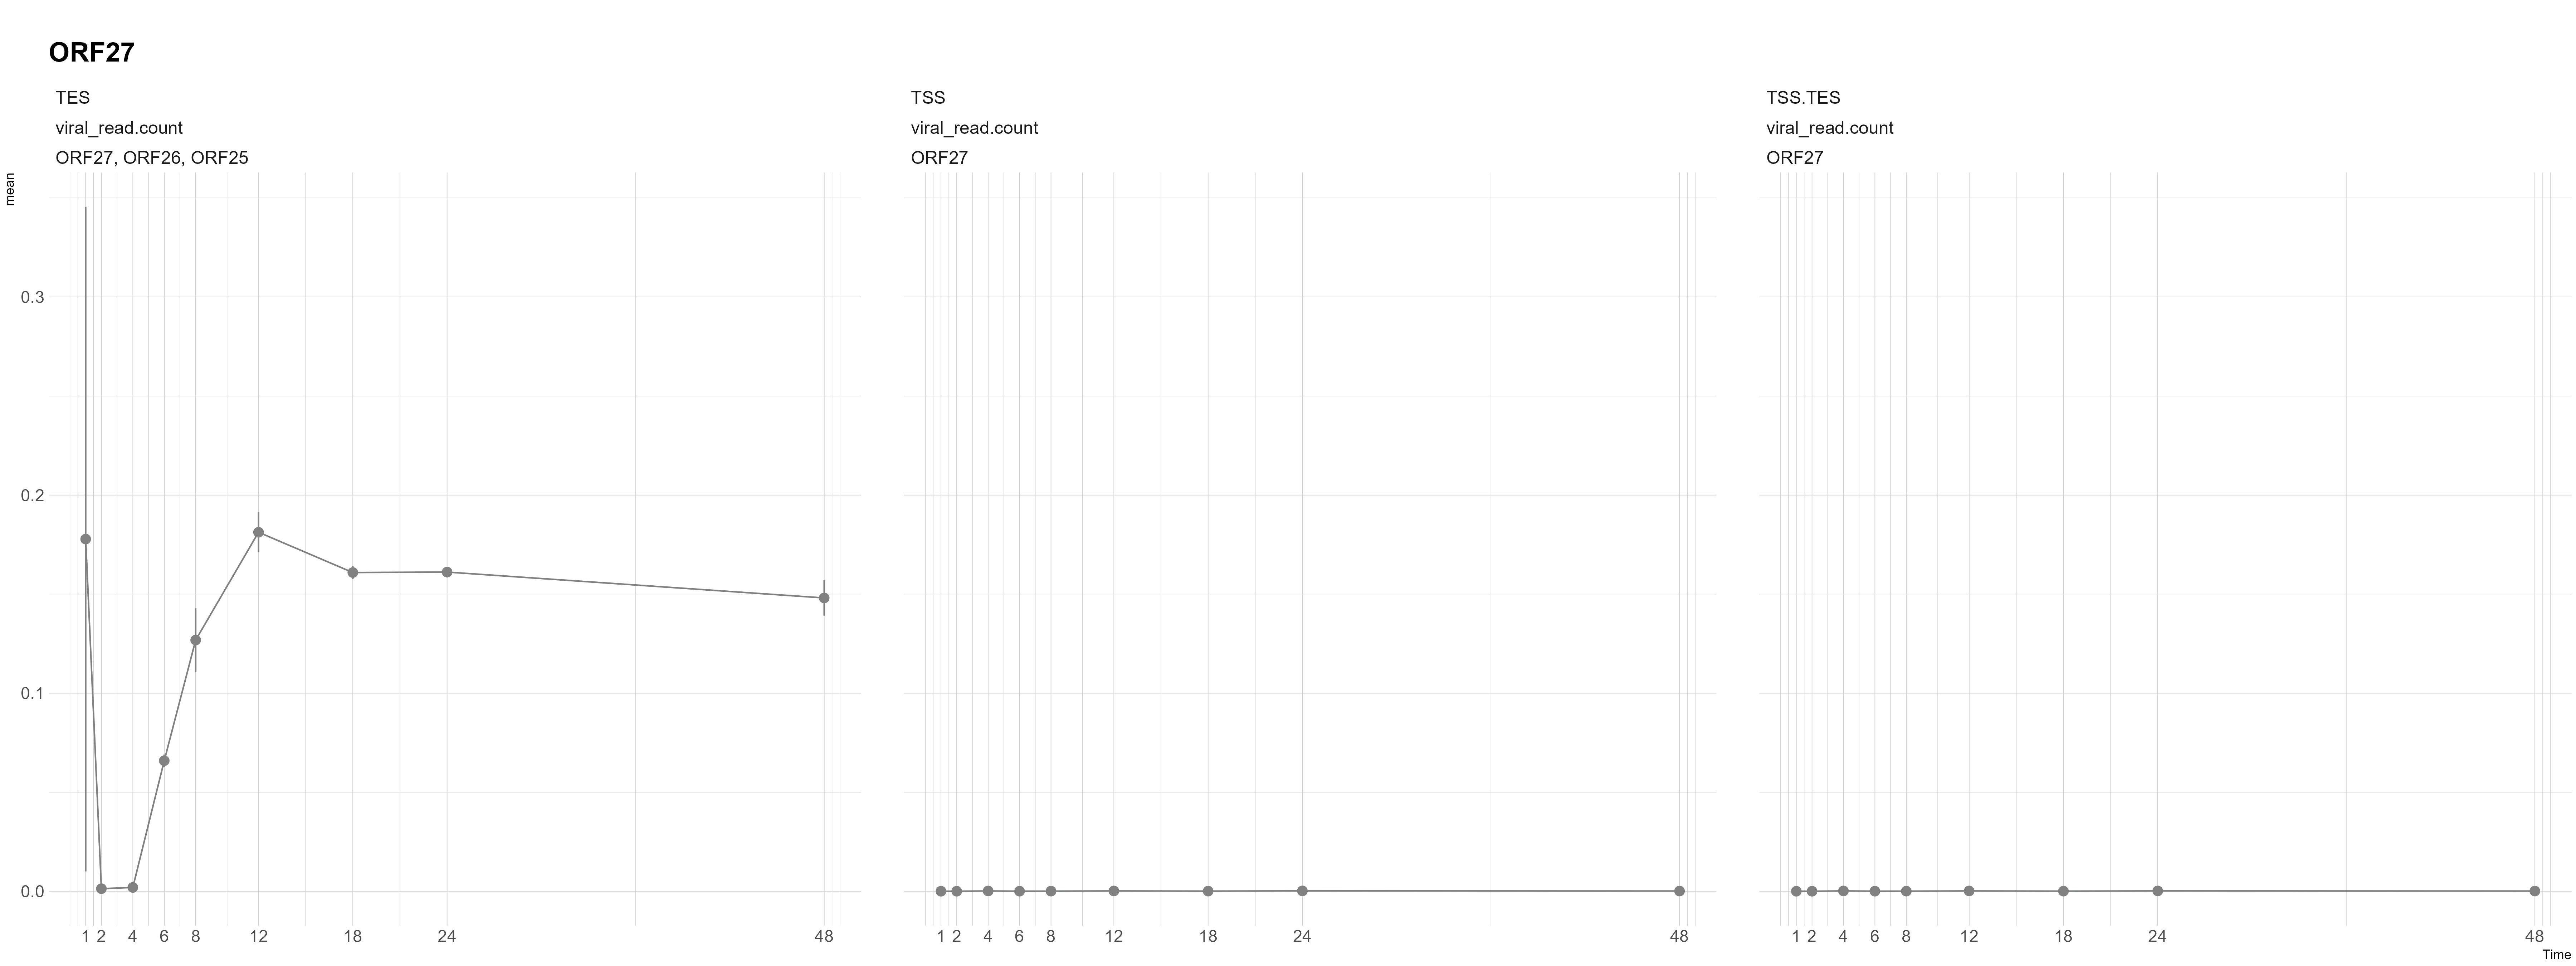 ORF27
TES
viral_read.count
ORF27, ORF26, ORF25
TSS
viral_read.count
ORF27
TSS.TES
viral_read.count
ORF27
mean
0.3
0.2
0.1
0.0
1 2 4 6 8 12 18 24 48
1 2 4 6 8 12 18 24 48
1 2 4 6 8 12 18 24 48
Time